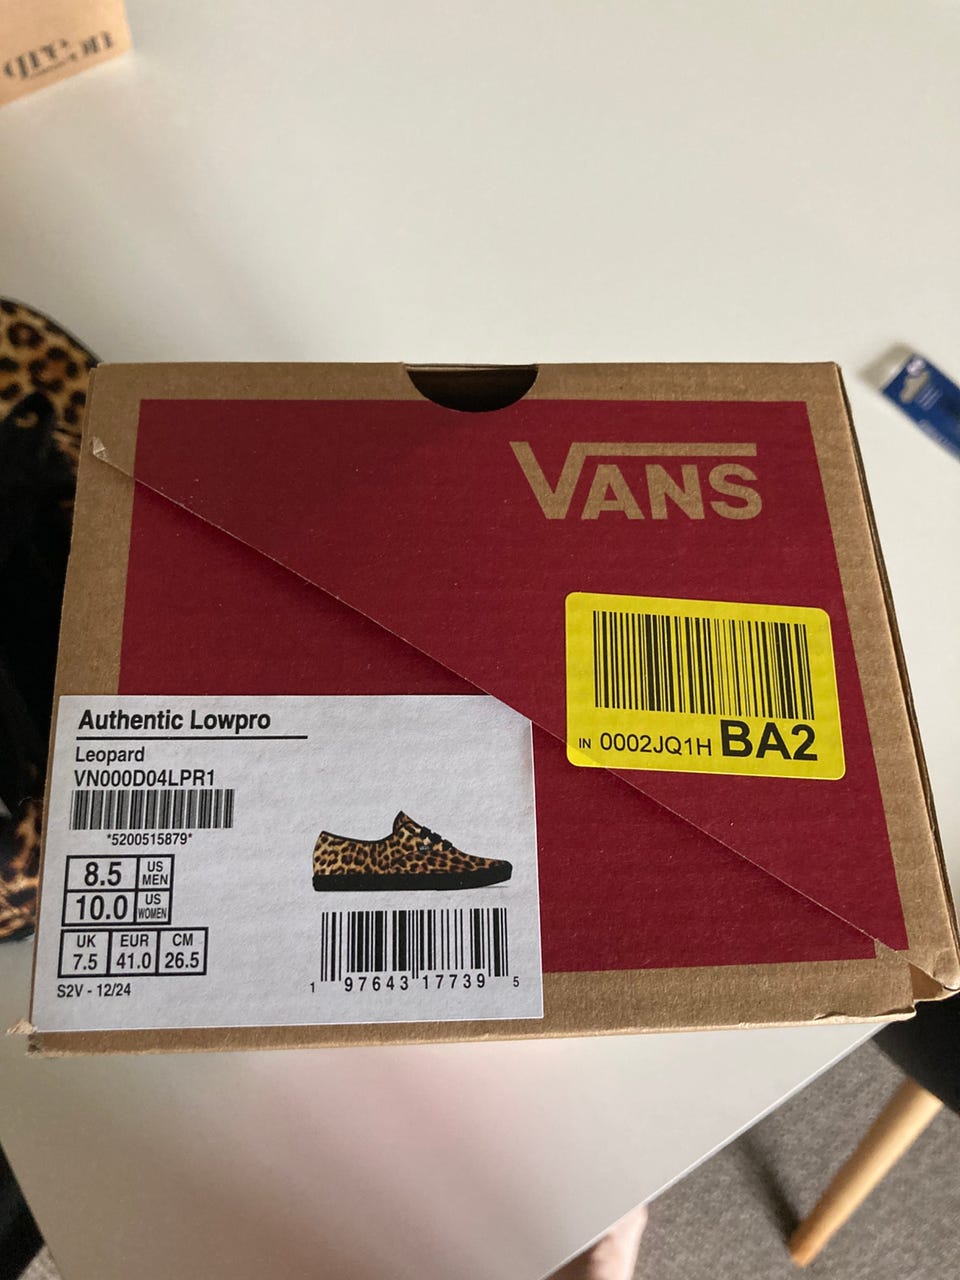 VANS
IN 0002JQ1H BA2
Authentic Lowpro
Leopard
VN000D04LPR1
*5200515879*
8.5 US MEN
10.0 US WOMEN
UK EUR CM
7.5 41.0 26.5
S2V - 12/24
1 97643 17739 5